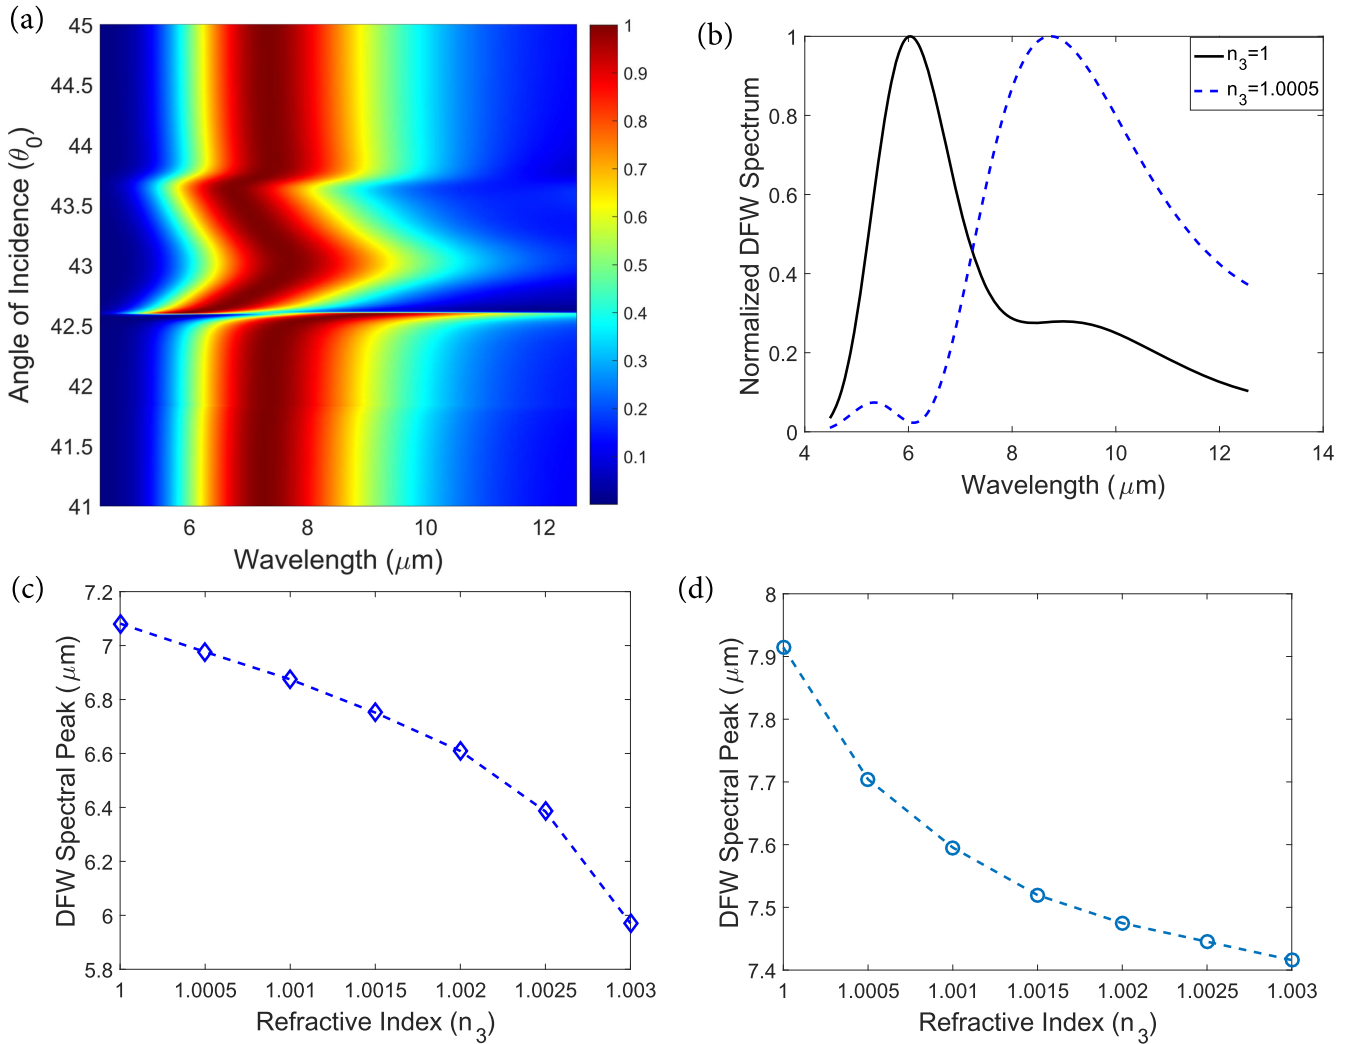 (a)
Angle of Incidence (θ0)
45
44.5
44
43.5
43
42.5
42
41.5
41
6 8 10 12
Wavelength (μm)
1
0.9
0.8
0.7
0.6
0.5
0.4
0.3
0.2
0.1
(b)
Normalized DFW Spectrum
1
0.8
0.6
0.4
0.2
0
4 6 8 10 12 14
Wavelength (μm)
n3=1
n3=1.0005
(c)
DFW Spectral Peak (μm)
7.2
7
6.8
6.6
6.4
6.2
6
5.8
1 1.0005 1.001 1.0015 1.002 1.0025 1.003
Refractive Index (n3)
(d)
DFW Spectral Peak (μm)
8
7.9
7.8
7.7
7.6
7.5
7.4
1 1.0005 1.001 1.0015 1.002 1.0025 1.003
Refractive Index (n3)